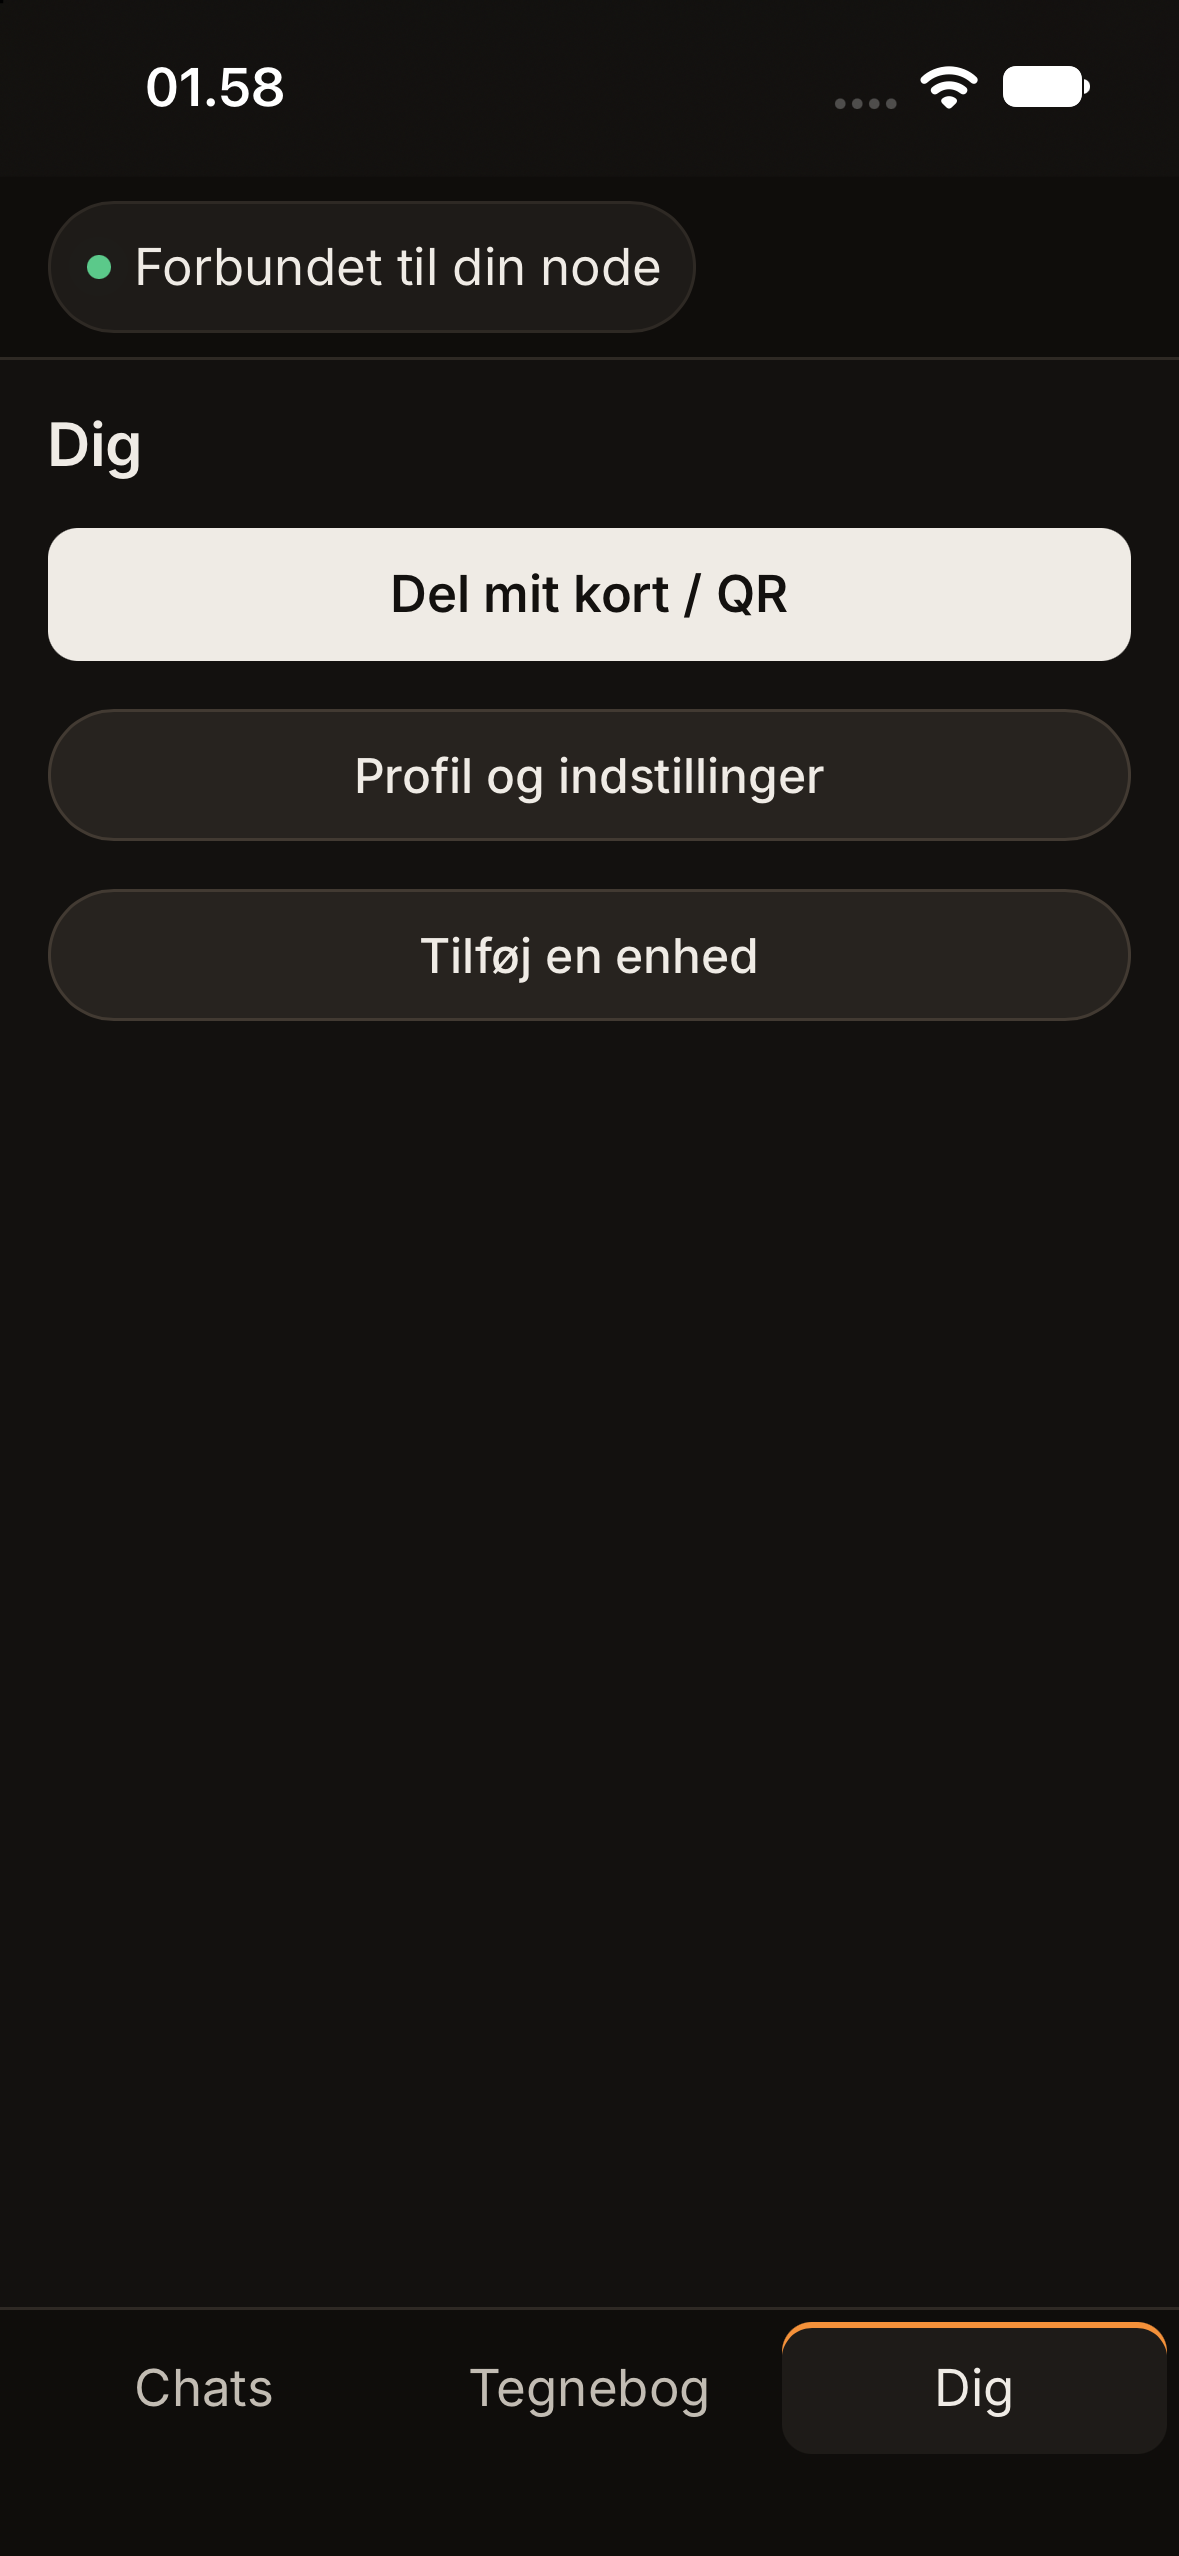 01.58
Forbundet til din node
Dig
Del mit kort / QR
Profil og indstillinger
Tilføj en enhed
Chats
Tegnebog
Dig